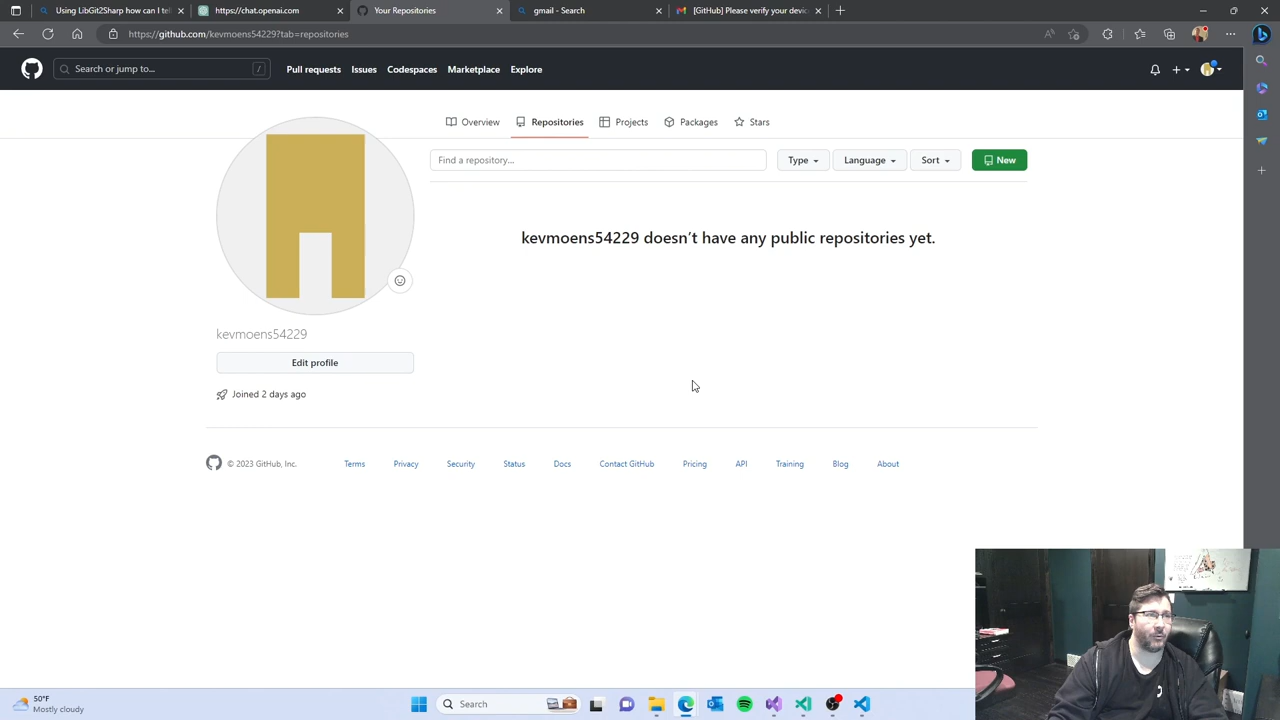 Using LibGit2Sharp how can I tell
https://chat.openai.com
Your Repositories
gmail - Search
[GitHub] Please verify your device
https://github.com/kevmoens54229?tab=repositories
Search or jump to...
/
Pull requests
Issues
Codespaces
Marketplace
Explore
Overview
Repositories
Projects
Packages
Stars
Find a repository...
Type
Language
Sort
New
kevmoens54229 doesn’t have any public repositories yet.
kevmoens54229
Edit profile
Joined 2 days ago
© 2023 GitHub, Inc.
Terms
Privacy
Security
Status
Docs
Contact GitHub
Pricing
API
Training
Blog
About
50°F
Mostly cloudy
Search